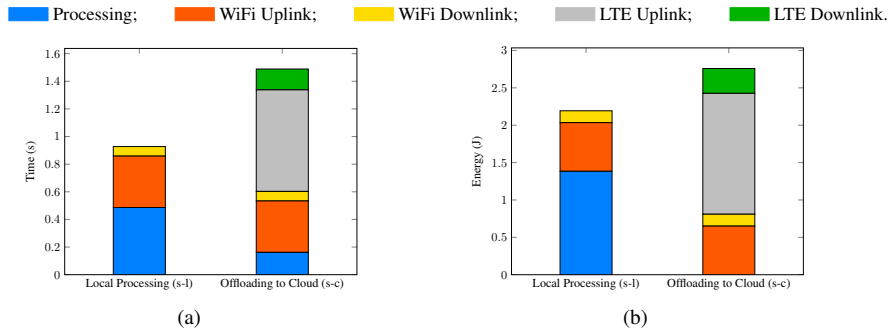 Processing; WiFi Uplink; WiFi Downlink; LTE Uplink; LTE Downlink.
1.6
1.4
1.2
1
0.8
0.6
0.4
0.2
0
Time (s)
Local Processing (s-l) Offloading to Cloud (s-c)
(a)
3
2.5
2
1.5
1
0.5
0
Energy (J)
Local Processing (s-l) Offloading to Cloud (s-c)
(b)